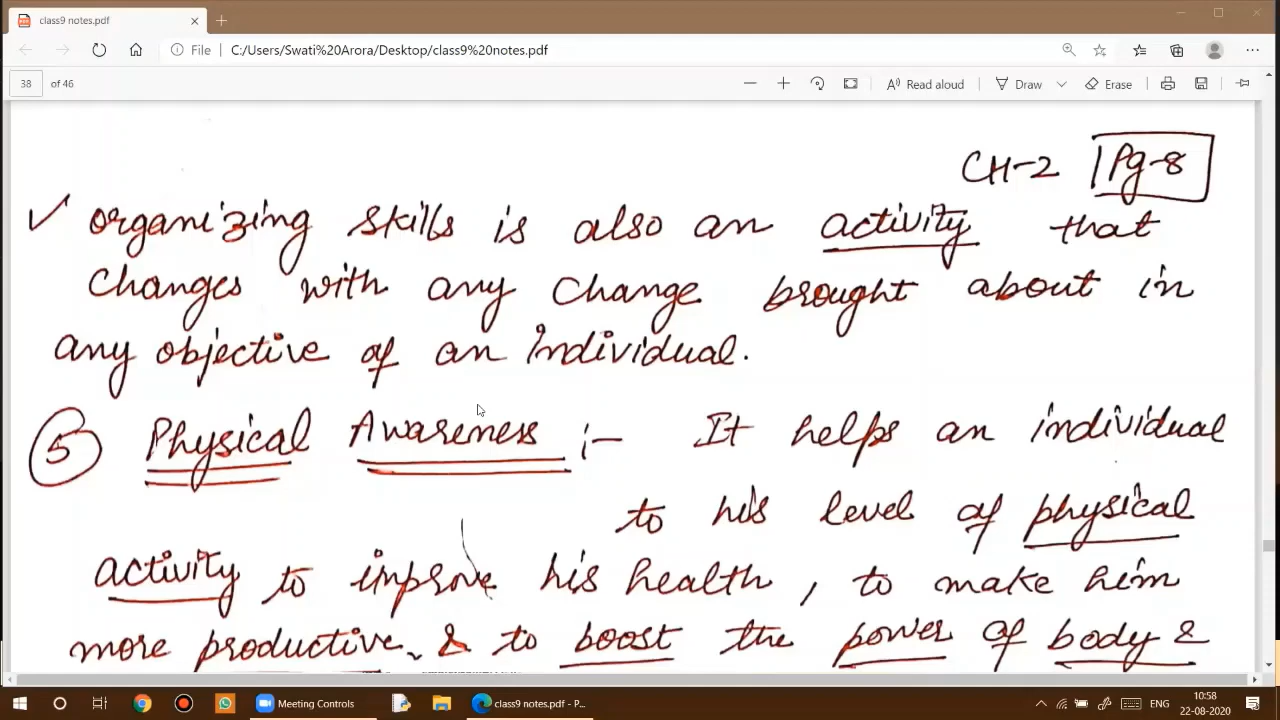 class9 notes.pdf
File C:/Users/Swati%20Arora/Desktop/class9%20notes.pdf
38 of 46 Read aloud Draw Erase
CH-2 Pg-8
✓ organizing skills is also an activity that
changes with any change brought about in
any objective of an individual.
5 Physical Awareness :- It helps an individual
to his level of physical
activity to improve his health, to make him
more productive, & to boost the power of body &
Meeting Controls class9 notes.pdf - P... ENG 10:58
22-08-2020